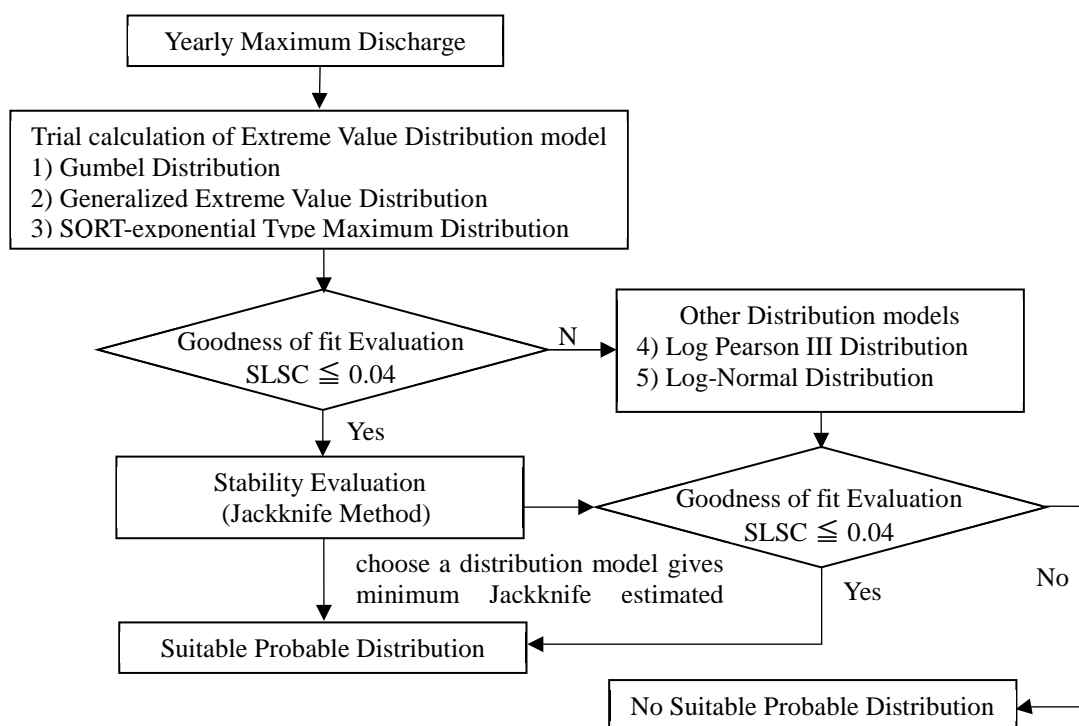 Yearly Maximum Discharge
Trial calculation of Extreme Value Distribution model
1) Gumbel Distribution
2) Generalized Extreme Value Distribution
3) SQRT-exponential Type Maximum Distribution
Goodness of fit Evaluation
SLSC ≦ 0.04
N
Other Distribution models
4) Log Pearson III Distribution
5) Log-Normal Distribution
Yes
Stability Evaluation
(Jackknife Method)
Goodness of fit Evaluation
SLSC ≦ 0.04
choose a distribution model gives
minimum Jackknife estimated
Yes
No
Suitable Probable Distribution
No Suitable Probable Distribution